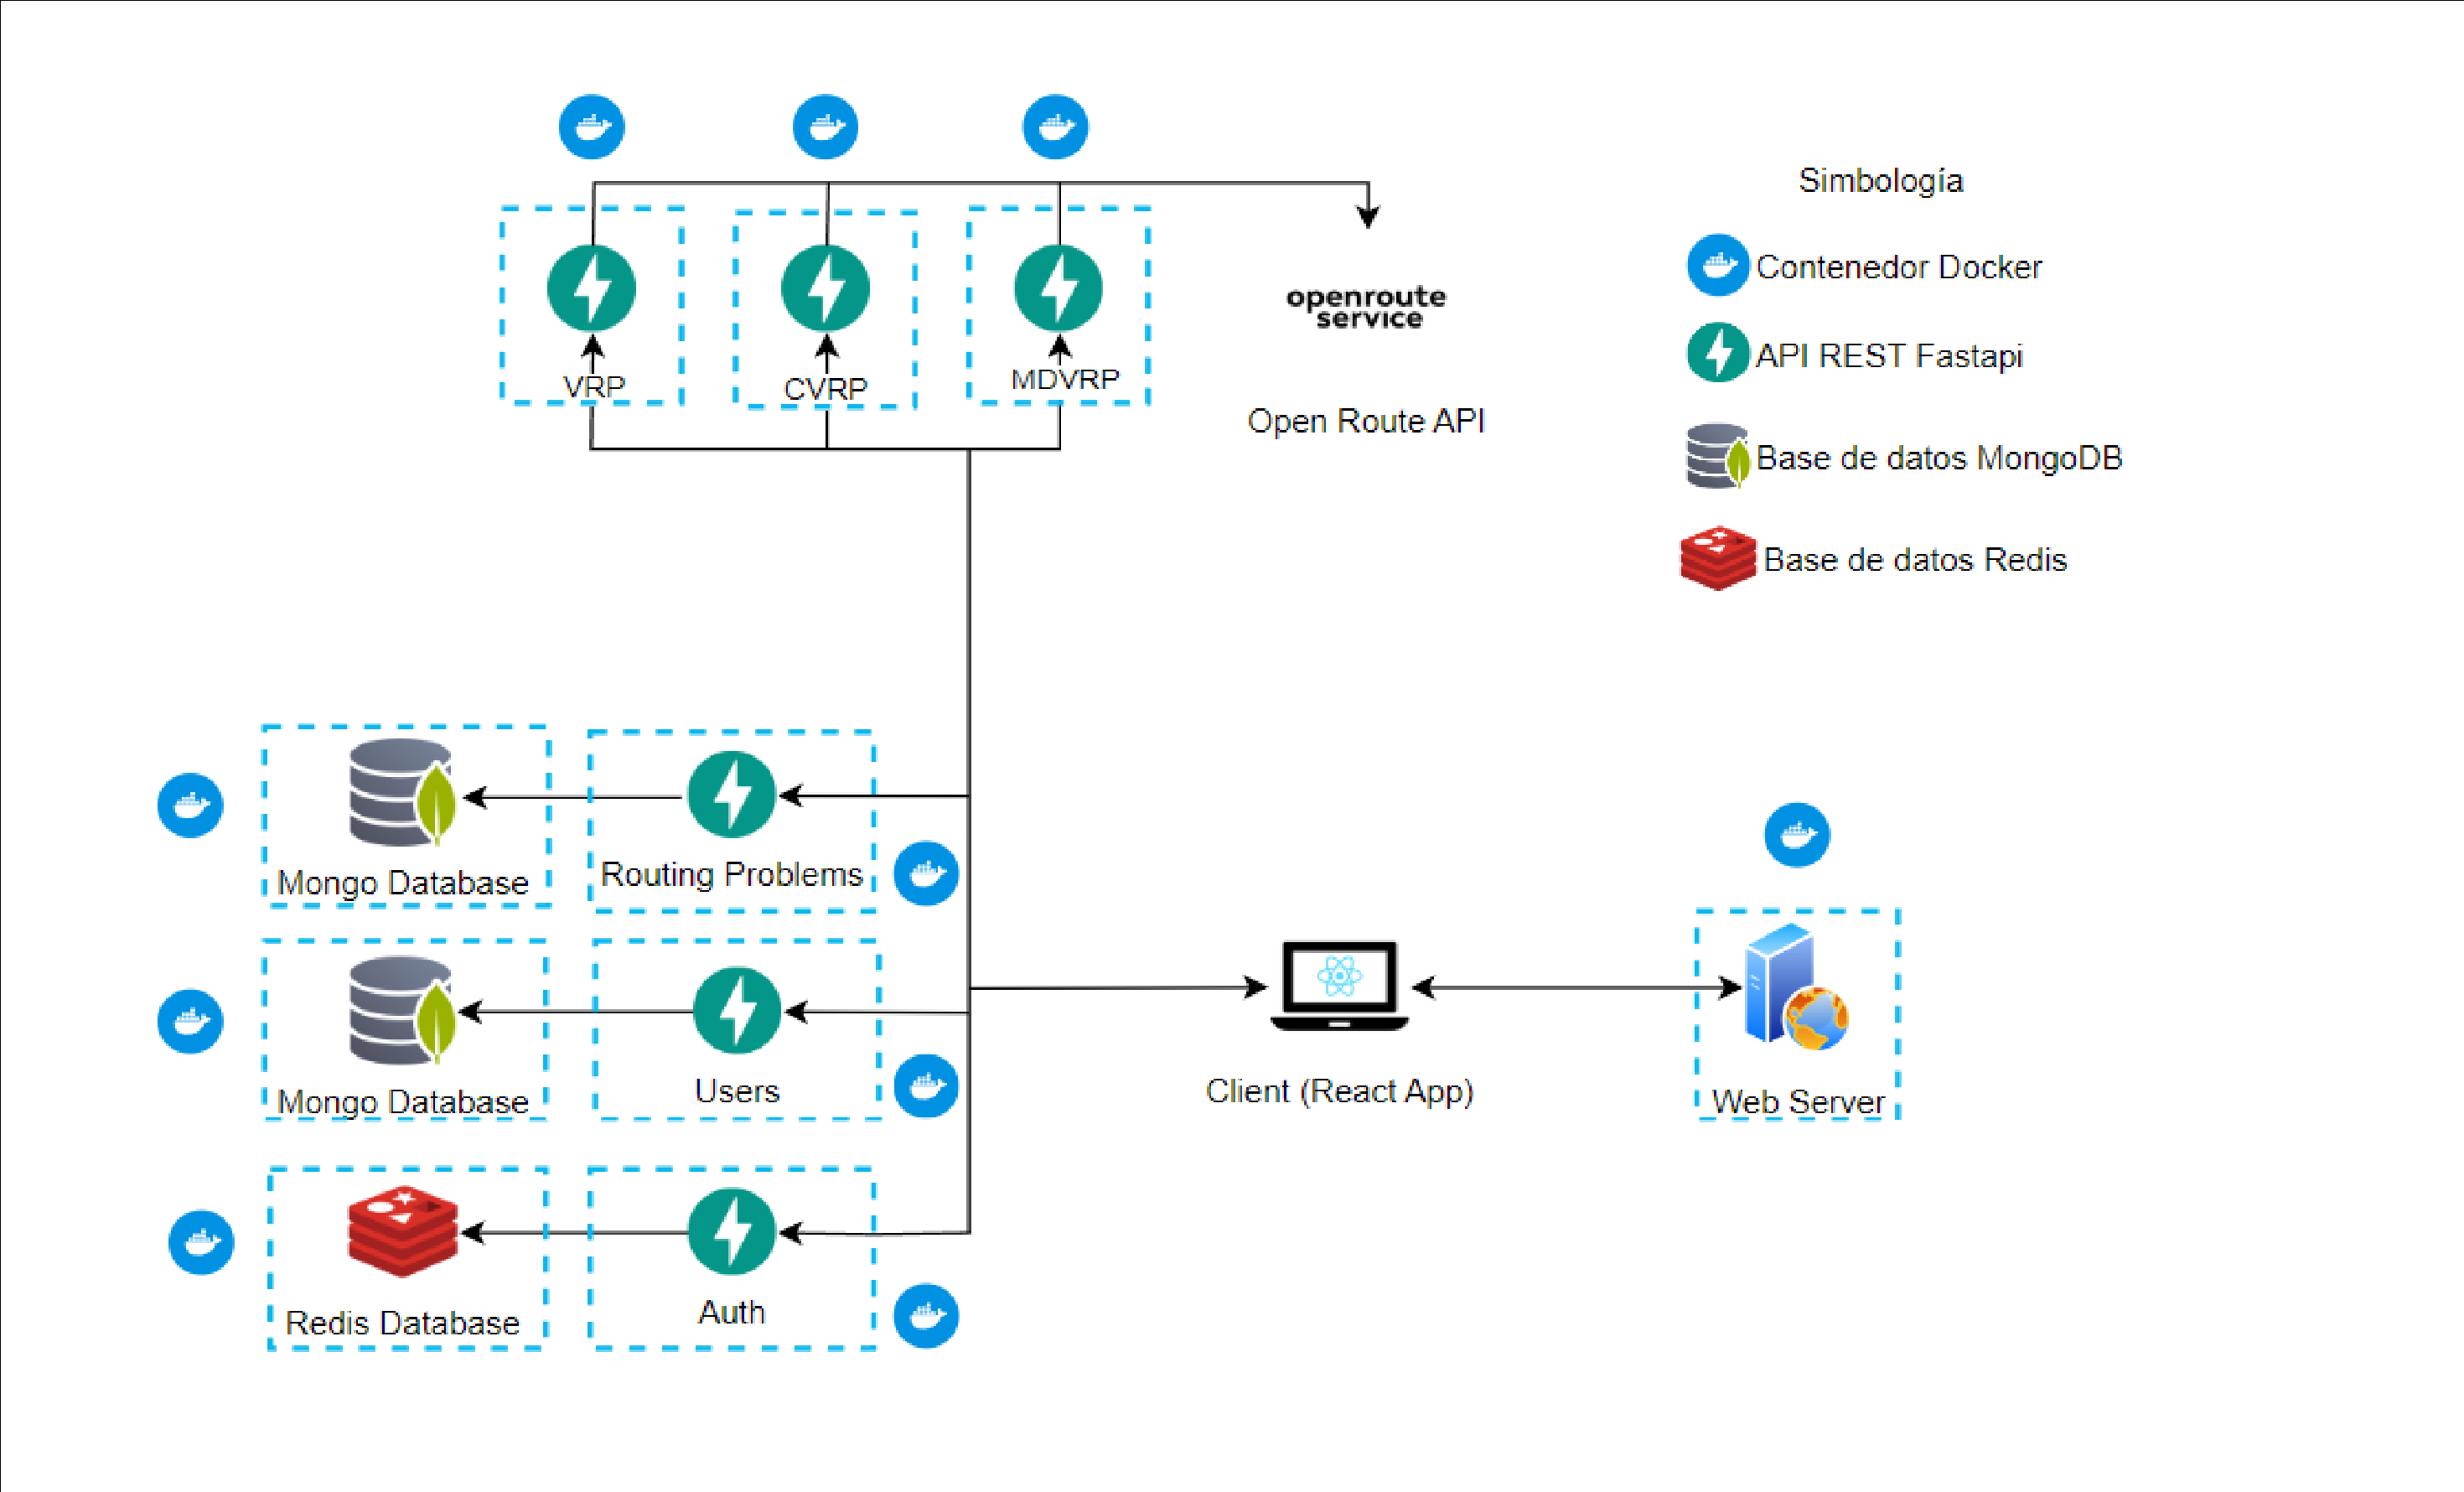 VRP
CVRP
MDVRP
openroute
service
Open Route API
Simbología
Contenedor Docker
API REST Fastapi
Base de datos MongoDB
Base de datos Redis
Mongo Database
Routing Problems
Mongo Database
Users
Redis Database
Auth
Client (React App)
Web Server